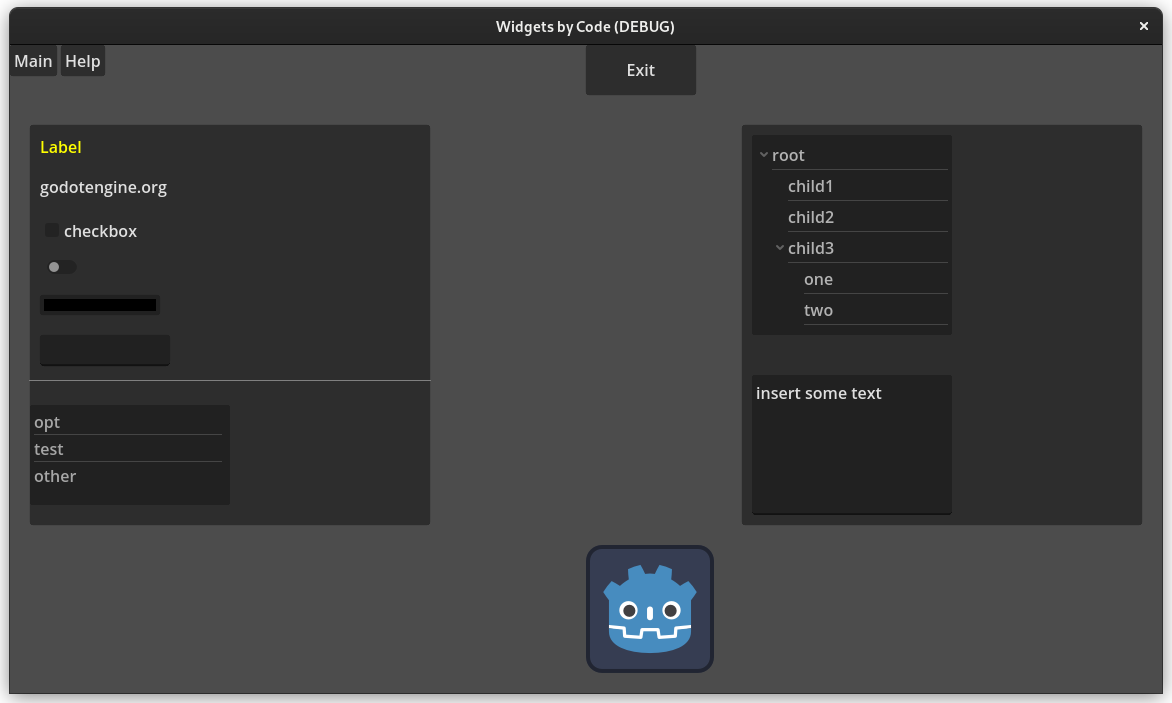 Widgets by Code (DEBUG)
Main Help
Exit
Label
godotengine.org
checkbox
opt
test
other
root
child1
child2
child3
one
two
insert some text